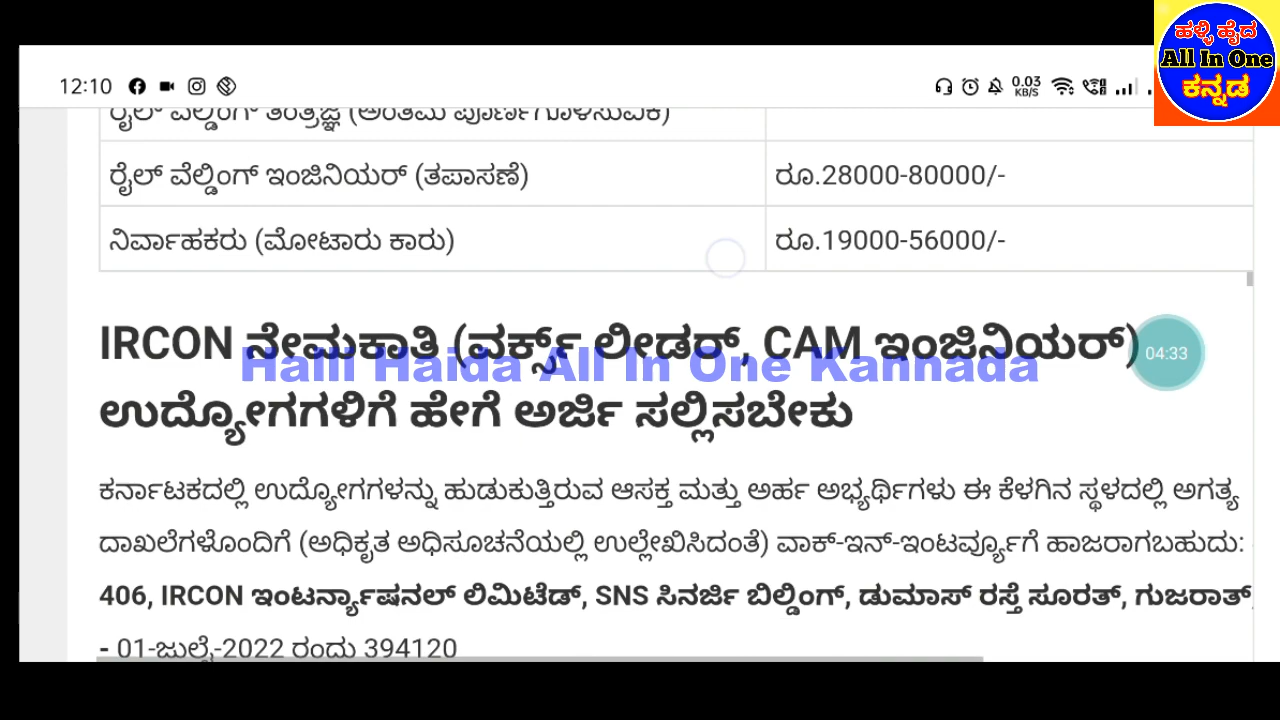 ಹಳ್ಳಿ ಹೈದ
All In One
ಕನ್ನಡ
12:10
0.03
KB/S
ರೈಲ್ ವೆಲ್ಡಿಂಗ್ ತಂತ್ರಜ್ಞ (ಅಂತಿಮ ಪೂರ್ಣಗೊಳಿಸುವಿಕೆ)
ರೈಲ್ ವೆಲ್ಡಿಂಗ್ ಇಂಜಿನಿಯರ್ (ತಪಾಸಣೆ) ರೂ.28000-80000/-
ನಿರ್ವಾಹಕರು (ಮೋಟಾರು ಕಾರು) ರೂ.19000-56000/-
IRCON ನೇಮಕಾತಿ (ವರ್ಕ್ಸ್ ಲೀಡರ್, CAM ಇಂಜಿನಿಯರ್)
04:33
Halli Haida All In One Kannada
ಉದ್ಯೋಗಗಳಿಗೆ ಹೇಗೆ ಅರ್ಜಿ ಸಲ್ಲಿಸಬೇಕು
ಕರ್ನಾಟಕದಲ್ಲಿ ಉದ್ಯೋಗಗಳನ್ನು ಹುಡುಕುತ್ತಿರುವ ಆಸಕ್ತ ಮತ್ತು ಅರ್ಹ ಅಭ್ಯರ್ಥಿಗಳು ಈ ಕೆಳಗಿನ ಸ್ಥಳದಲ್ಲಿ ಅಗತ್ಯ
ದಾಖಲೆಗಳೊಂದಿಗೆ (ಅಧಿಕೃತ ಅಧಿಸೂಚನೆಯಲ್ಲಿ ಉಲ್ಲೇಖಿಸಿದಂತೆ) ವಾಕ್-ಇನ್-ಇಂಟರ್ವ್ಯೂಗೆ ಹಾಜರಾಗಬಹುದು:
406, IRCON ಇಂಟರ್ನ್ಯಾಷನಲ್ ಲಿಮಿಟೆಡ್, SNS ಸಿನರ್ಜಿ ಬಿಲ್ಡಿಂಗ್, ಡುಮಾಸ್ ರಸ್ತೆ ಸೂರತ್, ಗುಜರಾತ್,
- 01-ಜುಲೈ-2022 ರಂದು 394120